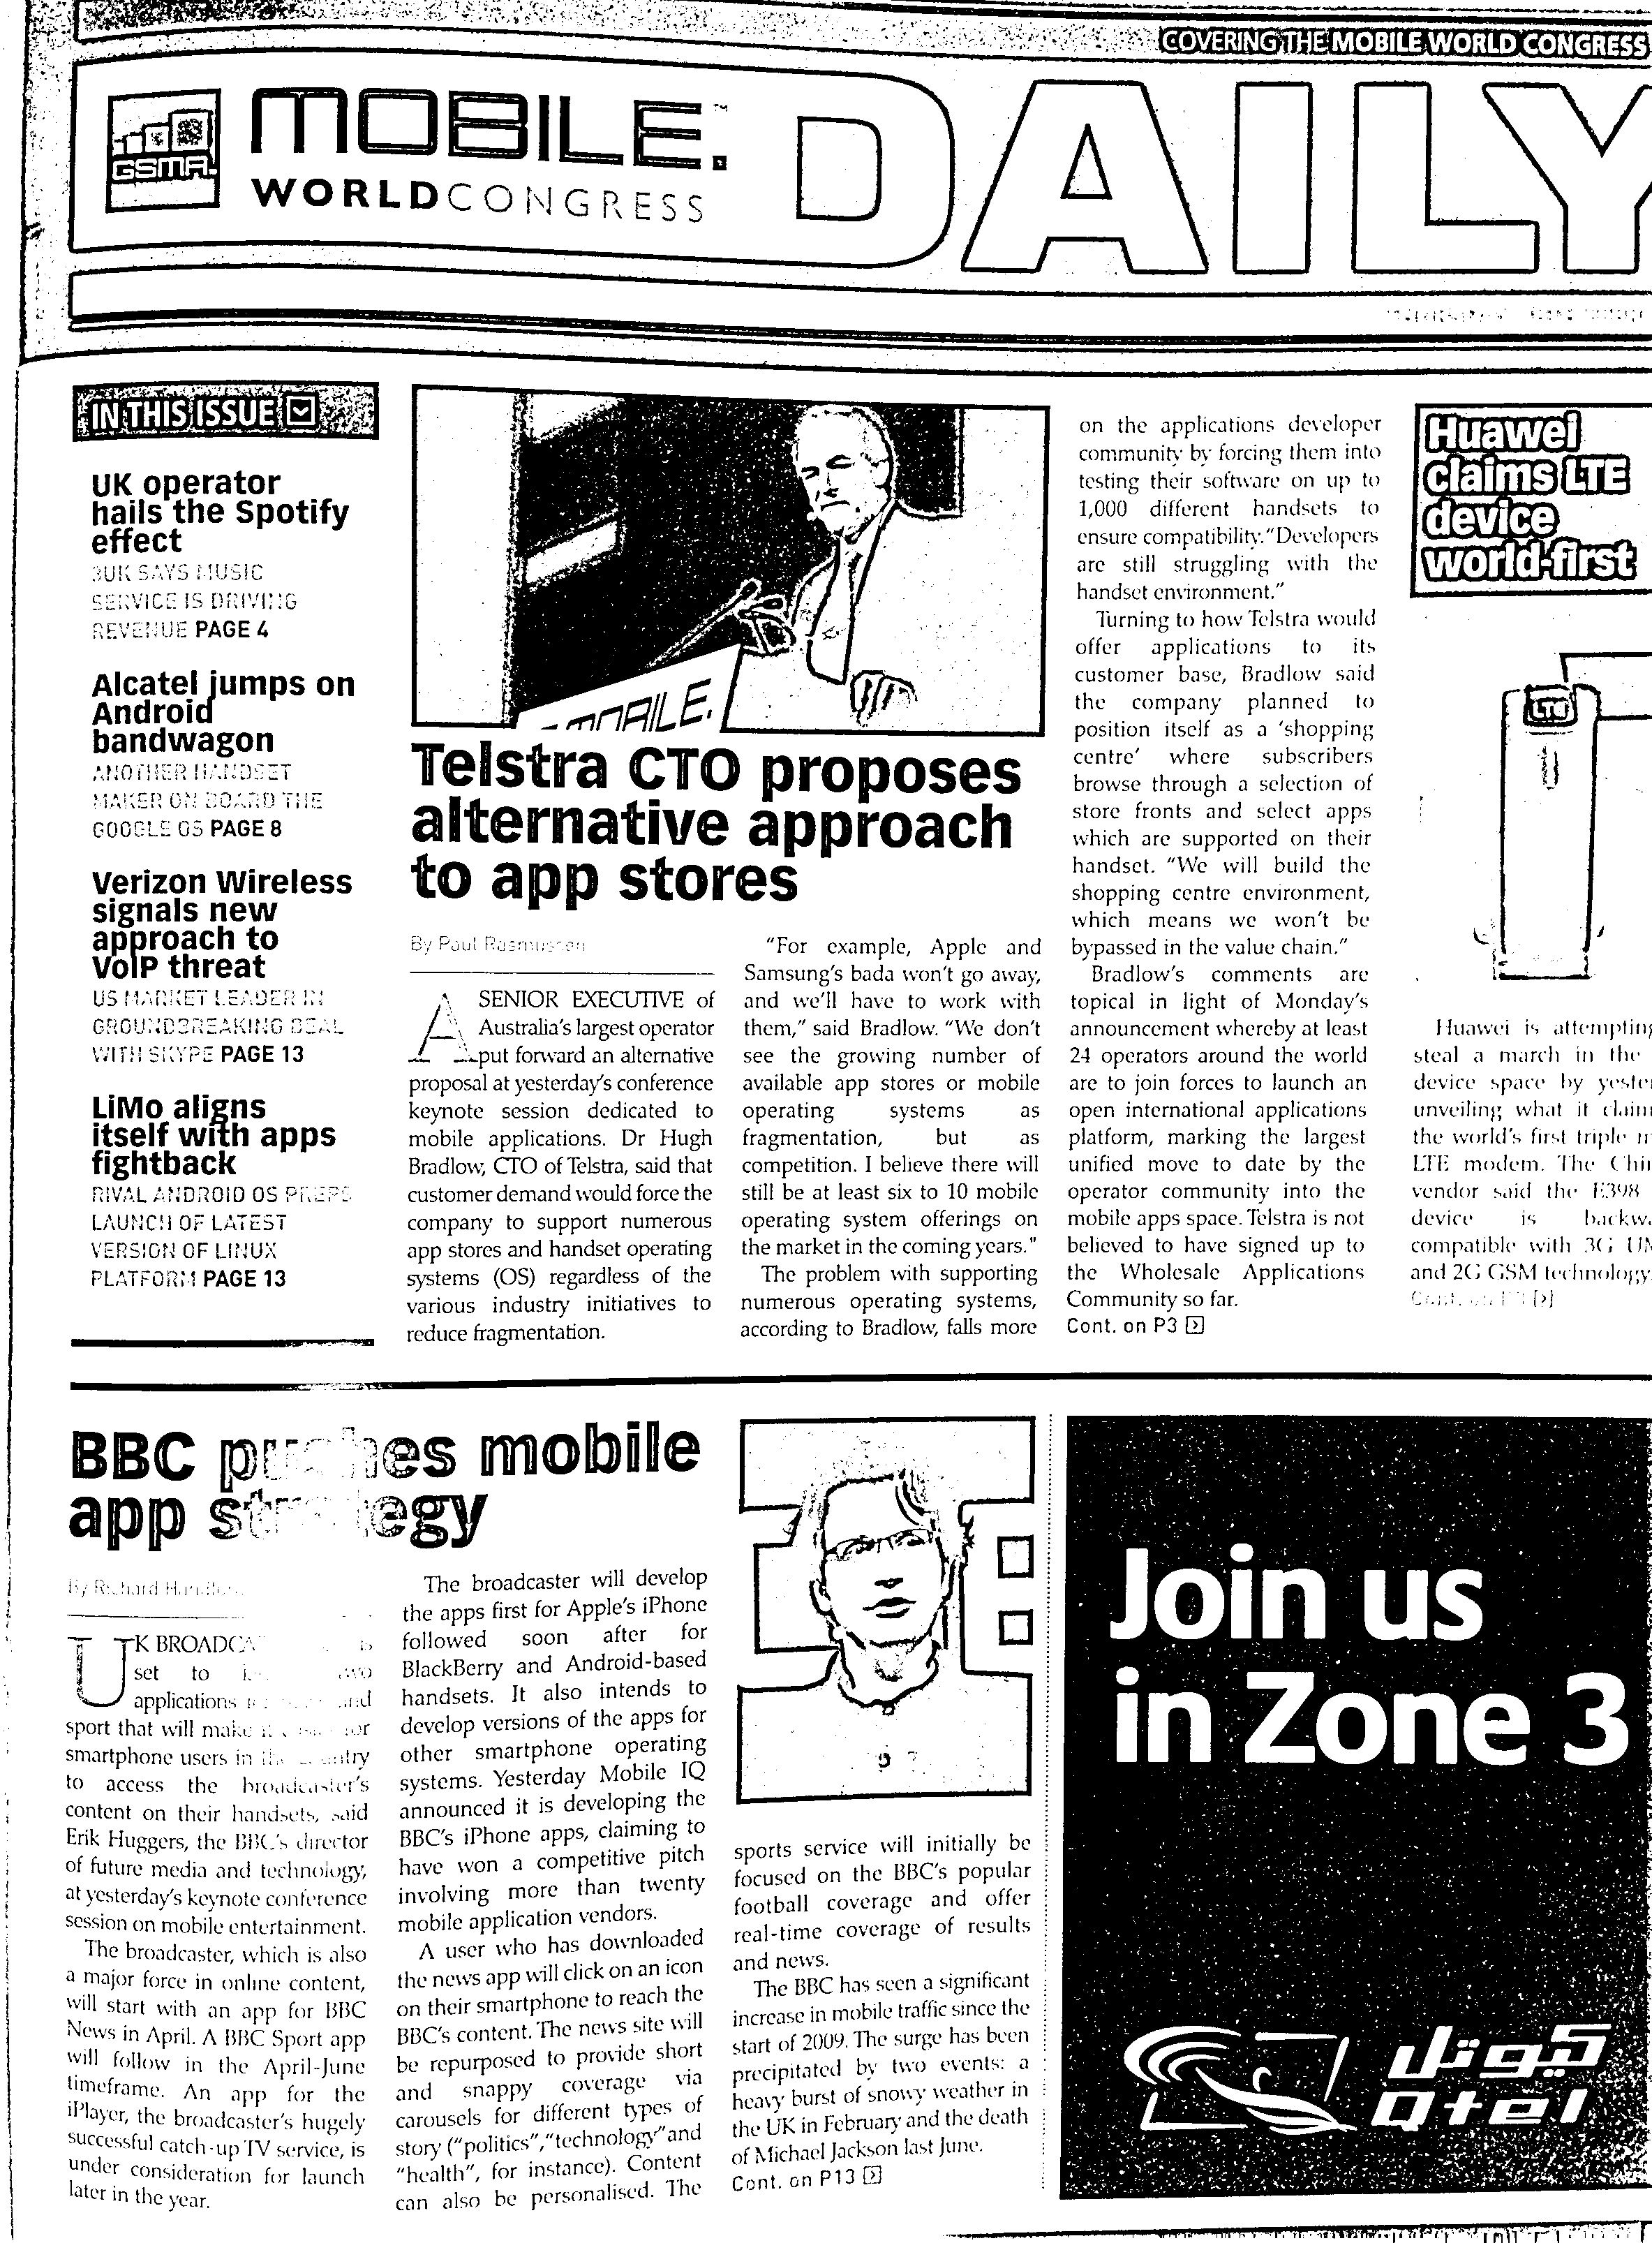 COVERING THE MOBILE WORLD CONGRESS
GSMA
MOBILE.™
WORLDCONGRESS
DAILY
IN THIS ISSUE
UK operator
hails the Spotify
effect
3UK SAYS MUSIC
SERVICE IS DRIVING
REVENUE PAGE 4
Alcatel jumps on
Android
bandwagon
ANOTHER HANDSET
MAKER ON BOARD THE
GOOGLE OS PAGE 8
Verizon Wireless
signals new
approach to
VoIP threat
US MARKET LEADER IN
GROUNDBREAKING DEAL
WITH SKYPE PAGE 13
LiMo aligns
itself with apps
fightback
RIVAL ANDROID OS PREPS
LAUNCH OF LATEST
VERSION OF LINUX
PLATFORM PAGE 13
MOBILE.
Telstra CTO proposes
alternative approach
to app stores
By Paul Rasmussen
A SENIOR EXECUTIVE of
Australia's largest operator
put forward an alternative
proposal at yesterday's conference
keynote session dedicated to
mobile applications. Dr Hugh
Bradlow, CTO of Telstra, said that
customer demand would force the
company to support numerous
app stores and handset operating
systems (OS) regardless of the
various industry initiatives to
reduce fragmentation.
"For example, Apple and
Samsung's bada won't go away,
and we'll have to work with
them," said Bradlow. "We don't
see the growing number of
available app stores or mobile
operating systems as
fragmentation, but as
competition. I believe there will
still be at least six to 10 mobile
operating system offerings on
the market in the coming years."
The problem with supporting
numerous operating systems,
according to Bradlow, falls more
on the applications developer
community by forcing them into
testing their software on up to
1,000 different handsets to
ensure compatibility. "Developers
are still struggling with the
handset environment."
Turning to how Telstra would
offer applications to its
customer base, Bradlow said
the company planned to
position itself as a 'shopping
centre' where subscribers
browse through a selection of
store fronts and select apps
which are supported on their
handset. "We will build the
shopping centre environment,
which means we won't be
bypassed in the value chain."
Bradlow's comments are
topical in light of Monday's
announcement whereby at least
24 operators around the world
are to join forces to launch an
open international applications
platform, marking the largest
unified move to date by the
operator community into the
mobile apps space. Telstra is not
believed to have signed up to
the Wholesale Applications
Community so far.
Cont. on P3
Huawei
claims LTE
device
world-first
LTE
Huawei is attempting
steal a march in the
device space by
unveiling what it
the world's first triple
LTE modem. The
vendor said the E398
device is
compatible with 3G
and 2G GSM technology
Cont. on
BBC pushes mobile
app strategy
By Richard
UK
set to
applications
sport that will make
smartphone users in
to access the broadcaster's
content on their handsets, said
Erik Huggers, the BBC's director
of future media and technology,
at yesterday's keynote conference
session on mobile entertainment.
The broadcaster, which is also
a major force in online content,
will start with an app for BBC
News in April. A BBC Sport app
will follow in the April-June
timeframe. An app for the
iPlayer, the broadcaster's hugely
successful catch-up TV service, is
under consideration for launch
later in the year.
The broadcaster will develop
the apps first for Apple's iPhone
followed soon after for
BlackBerry and Android-based
handsets. It also intends to
develop versions of the apps for
other smartphone operating
systems. Yesterday Mobile IQ
announced it is developing the
BBC's iPhone apps, claiming to
have won a competitive pitch
involving more than twenty
mobile application vendors.
A user who has downloaded
the news app will click on an icon
on their smartphone to reach the
BBC's content. The news site will
be repurposed to provide short
and snappy coverage via
carousels for different types of
story ("politics", "technology" and
"health", for instance). Content
can also be personalised. The
sports service will initially be
focused on the BBC's popular
football coverage and offer
real-time coverage of results
and news.
The BBC has seen a significant
increase in mobile traffic since the
start of 2009. The surge has been
precipitated by two events: a
heavy burst of snowy weather in
the UK in February and the death
of Michael Jackson last June.
Cont. on P13
Join us
in Zone 3
كيوتل
Qtel